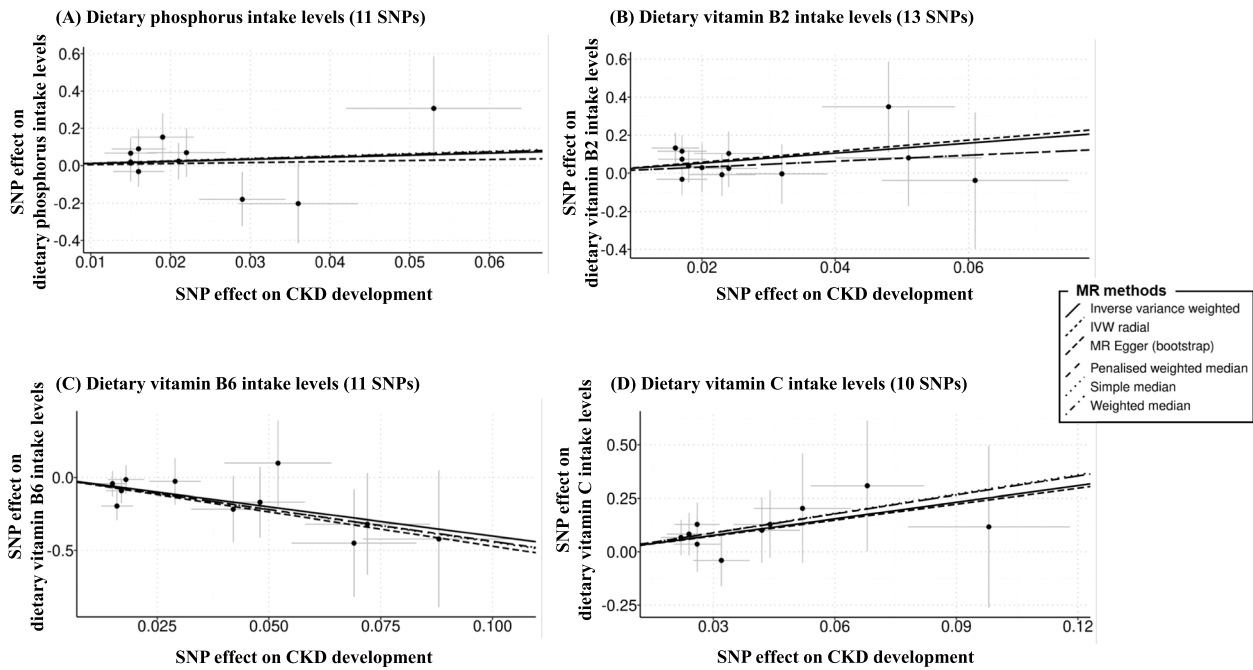 (A) Dietary phosphorus intake levels (11 SNPs)
SNP effect on
dietary phosphorus intake levels
0.6
0.4
0.2
0.0
-0.2
-0.4
0.01
0.02
0.03
0.04
0.05
0.06
SNP effect on CKD development
(B) Dietary vitamin B2 intake levels (13 SNPs)
SNP effect on
dietary vitamin B2 intake levels
0.6
0.4
0.2
0.0
-0.2
-0.4
0.02
0.04
0.06
SNP effect on CKD development
MR methods
Inverse variance weighted
IVW radial
MR Egger (bootstrap)
Penalised weighted median
Simple median
Weighted median
(C) Dietary vitamin B6 intake levels (11 SNPs)
SNP effect on
dietary vitamin B6 intake levels
0.0
-0.5
0.025
0.050
0.075
0.100
SNP effect on CKD development
(D) Dietary vitamin C intake levels (10 SNPs)
SNP effect on
dietary vitamin C intake levels
0.50
0.25
0.00
-0.25
0.03
0.06
0.09
0.12
SNP effect on CKD development